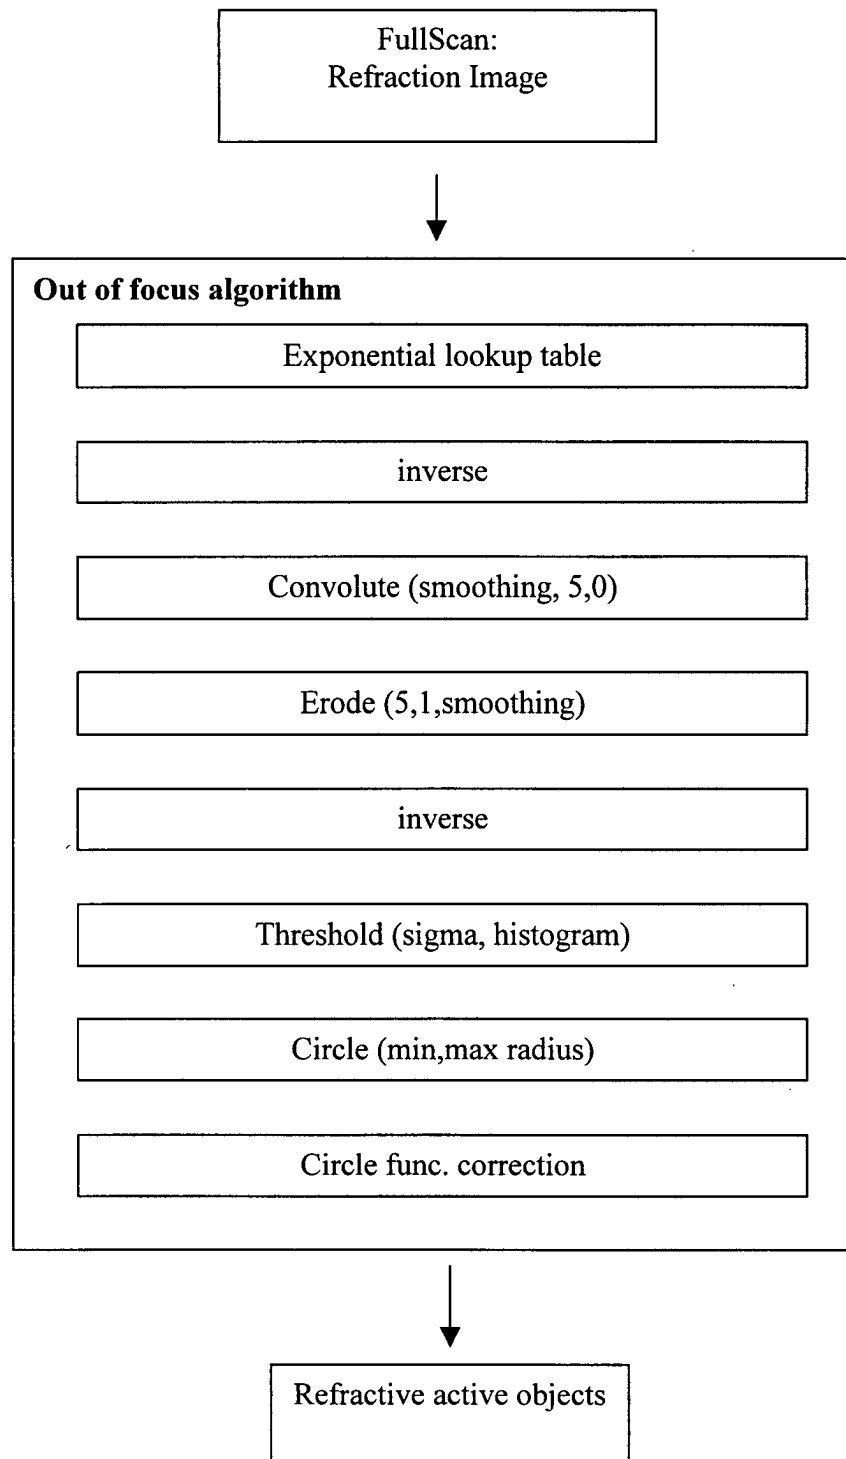 FullScan:
Refraction Image
Out of focus algorithm
Exponential lookup table
inverse
Convolute (smoothing, 5,0)
Erode (5,1,smoothing)
inverse
Threshold (sigma, histogram)
Circle (min,max radius)
Circle func. correction
Refractive active objects